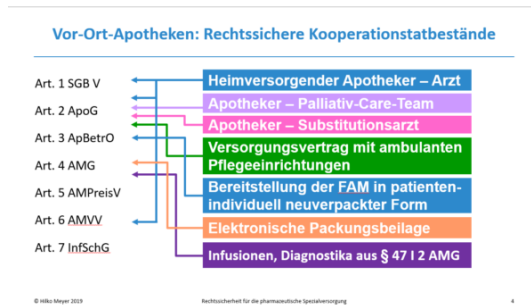 Vor-Ort-Apotheken: Rechtssichere Kooperationstatbestände
Art. 1 SGB V
Art. 2 ApoG
Art. 3 ApBetrO
Art. 4 AMG
Art. 5 AMPreisV
Art. 6 AMVV
Art. 7 InfSchG
Heimversorgender Apotheker – Arzt
Apotheker – Palliativ-Care-Team
Apotheker – Substitutionsarzt
Versorgungsvertrag mit ambulanten
Pflegeeinrichtungen
Bereitstellung der FAM in patienten-
individuell neuverpackter Form
Elektronische Packungsbeilage
Infusionen, Diagnostika aus § 47 I 2 AMG
© Hilko Meyer 2019
Rechtssicherheit für die pharmazeutische Spezialversorgung
4